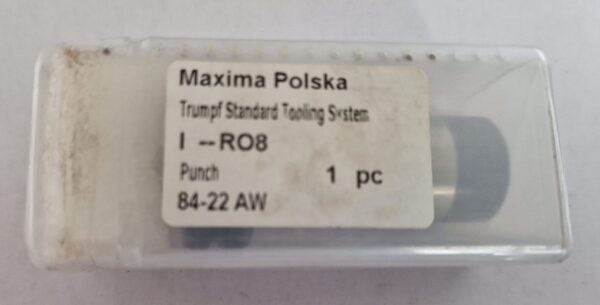 Maxima Polska
Trumpf Standard Tooling System
I --RO8
Punch 1 pc
84-22 AW